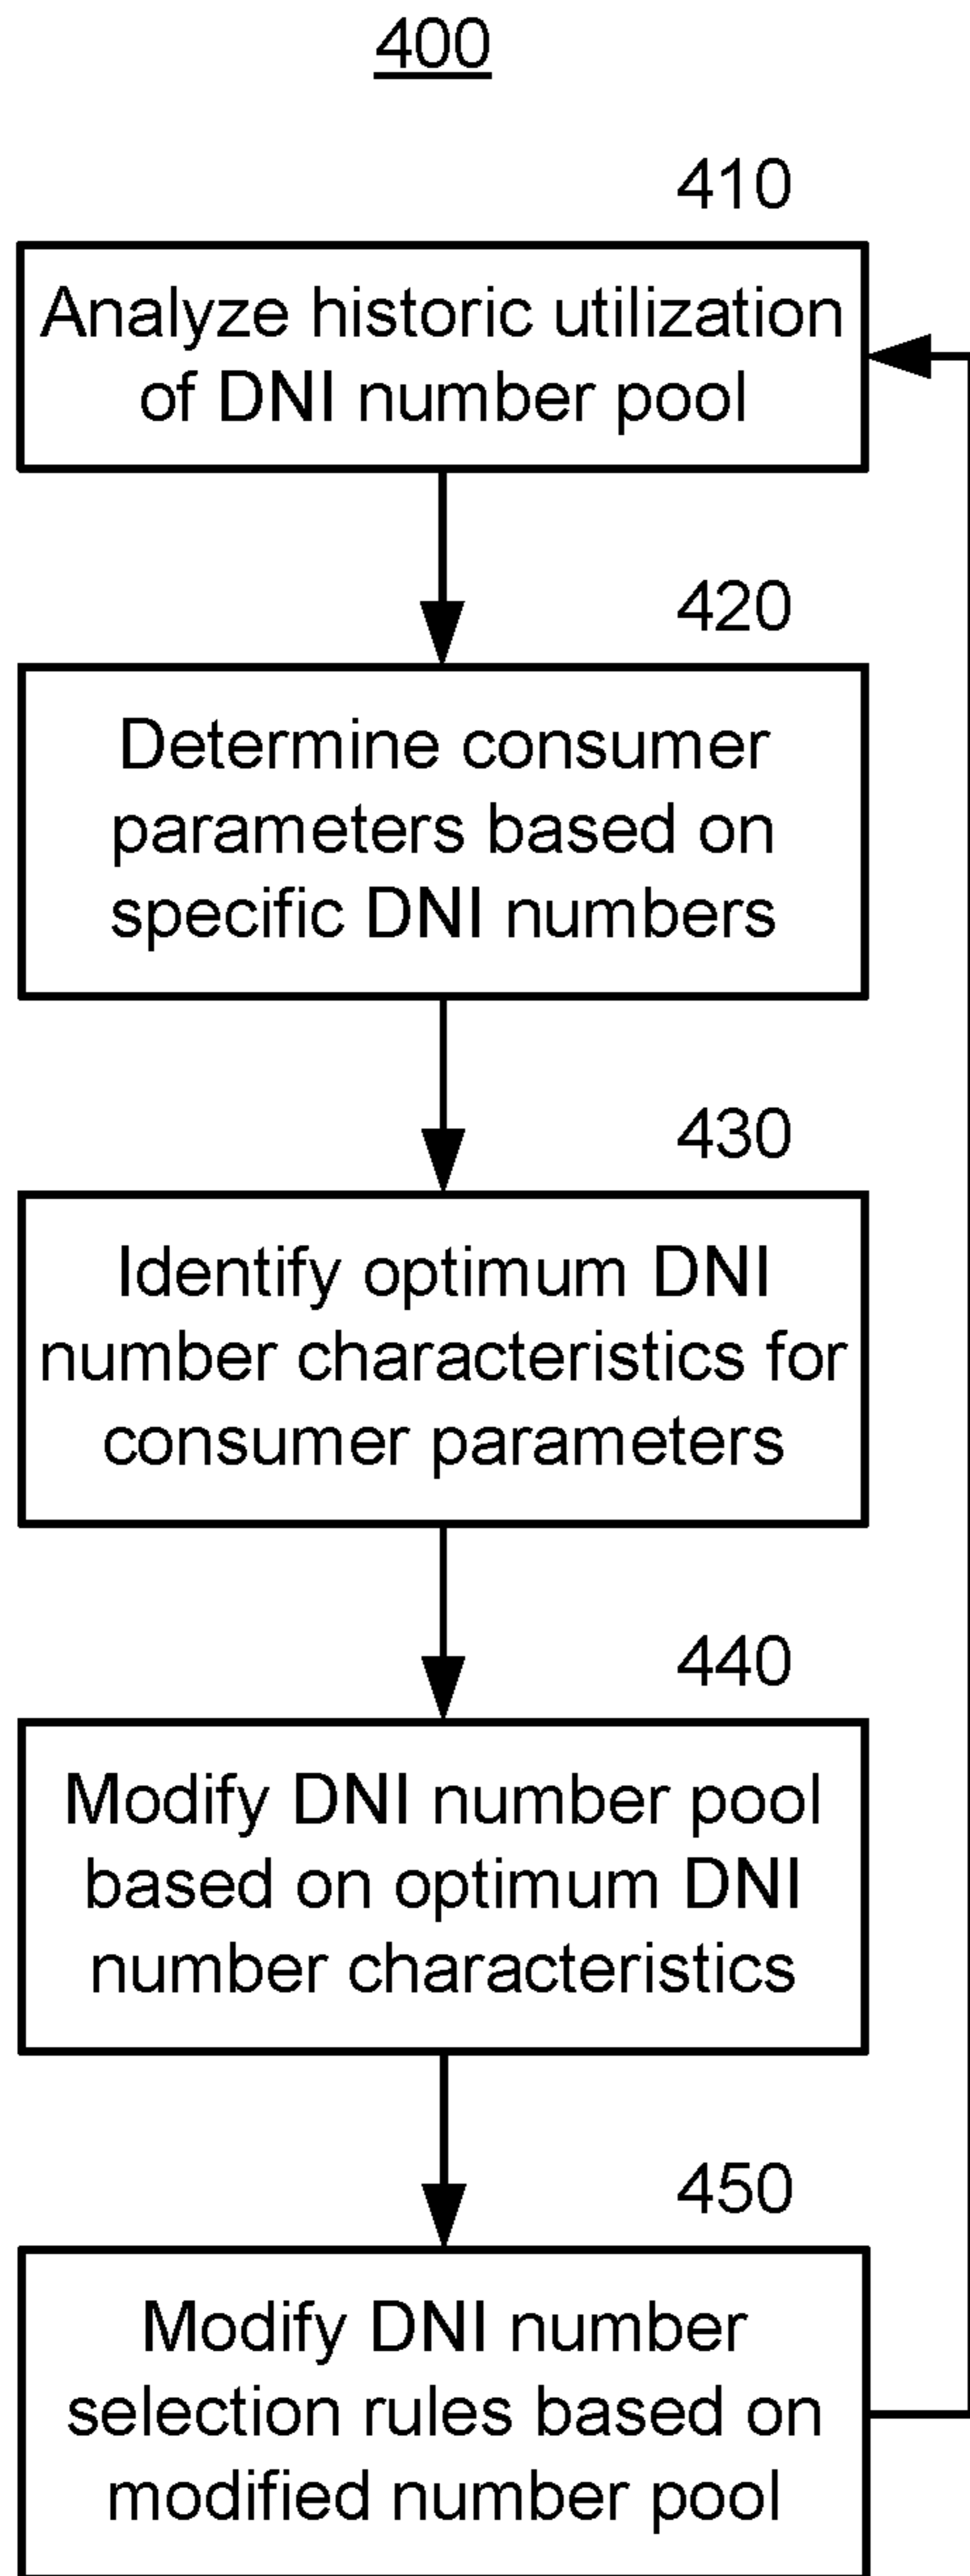 400
410
Analyze historic utilization
of DNI number pool
420
Determine consumer
parameters based on
specific DNI numbers
430
Identify optimum DNI
number characteristics for
consumer parameters
440
Modify DNI number pool
based on optimum DNI
number characteristics
450
Modify DNI number
selection rules based on
modified number pool